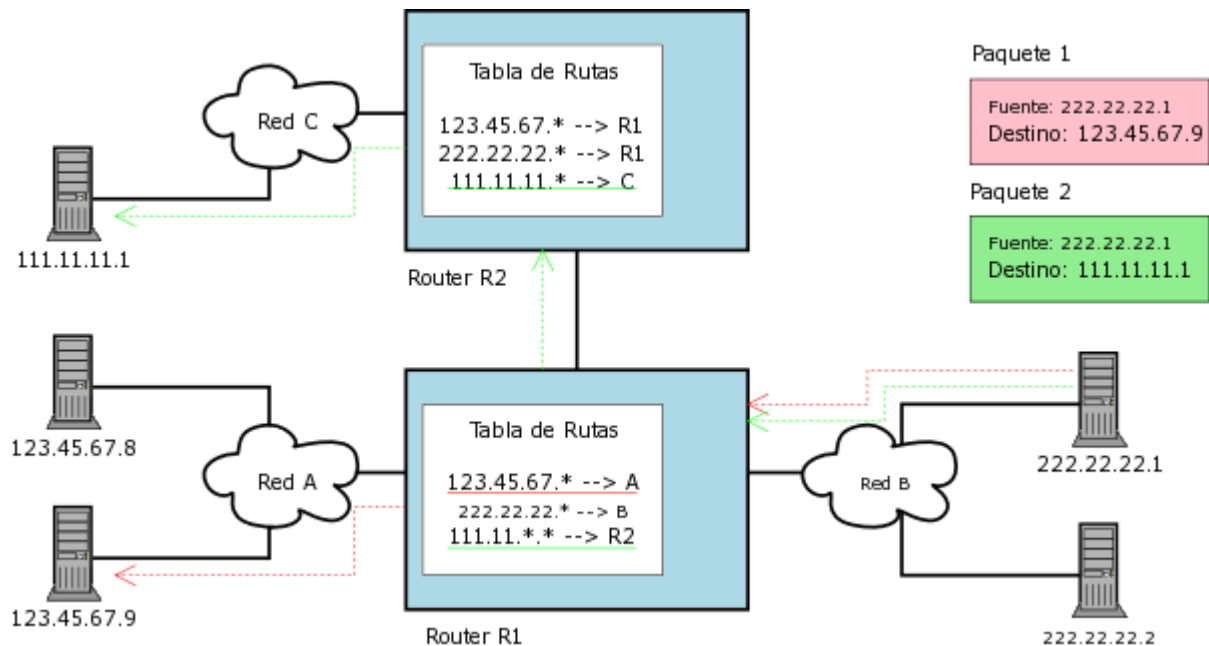 Tabla de Rutas
123.45.67.* --> R1
222.22.22.* --> R1
111.11.11.* --> C
Red C
111.11.11.1
Router R2
Paquete 1
Fuente: 222.22.22.1
Destino: 123.45.67.9
Paquete 2
Fuente: 222.22.22.1
Destino: 111.11.11.1
123.45.67.8
Red A
123.45.67.9
Tabla de Rutas
123.45.67.* --> A
222.22.22.* --> B
111.11.*.* --> R2
Router R1
Red B
222.22.22.1
222.22.22.2